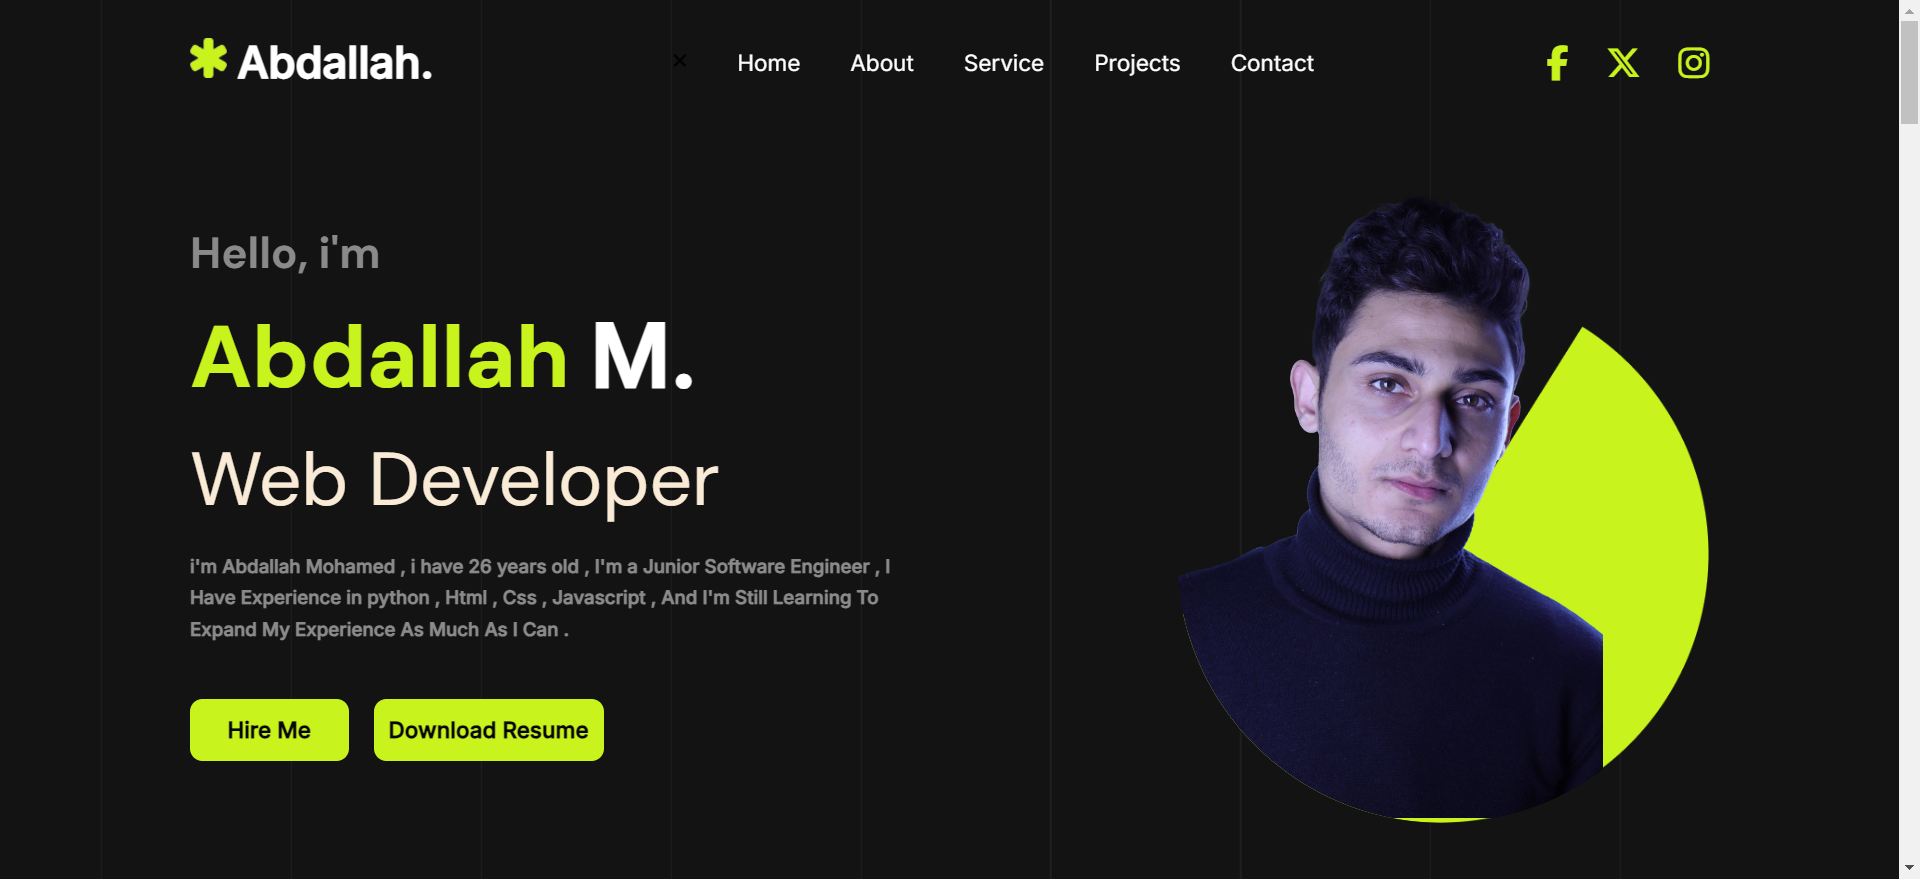 Abdallah.
× Home About Service Projects Contact
Hello, i'm
Abdallah M.
Web Developer
i'm Abdallah Mohamed , i have 26 years old , I'm a Junior Software Engineer , I
Have Experience in python , Html , Css , Javascript , And I'm Still Learning To
Expand My Experience As Much As I Can .
Hire Me
Download Resume